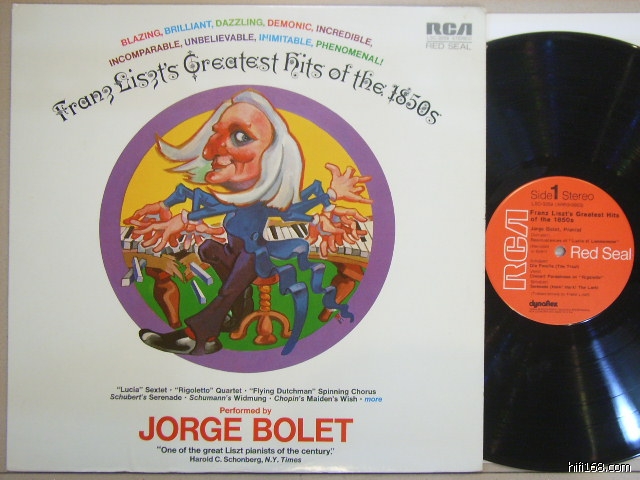 BLAZING, BRILLIANT, DAZZLING, DEMONIC, INCREDIBLE,
INCOMPARABLE, UNBELIEVABLE, INIMITABLE, PHENOMENAL!
Franz Liszt's Greatest Hits of the 1850s
RCA
RED SEAL
"Lucia" Sextet • "Rigoletto" Quartet • "Flying Dutchman" Spinning Chorus
Schubert's Serenade • Schumann's Widmung • Chopin's Maiden's Wish • more
Performed by
JORGE BOLET
"One of the great Liszt pianists of the century."
Harold C. Schonberg, N.Y. Times
Side 1 Stereo
Franz Liszt's Greatest Hits
of the 1850s
Jorge Bolet, Pianist
RCA
Red Seal
dynaflex
hifi168.com